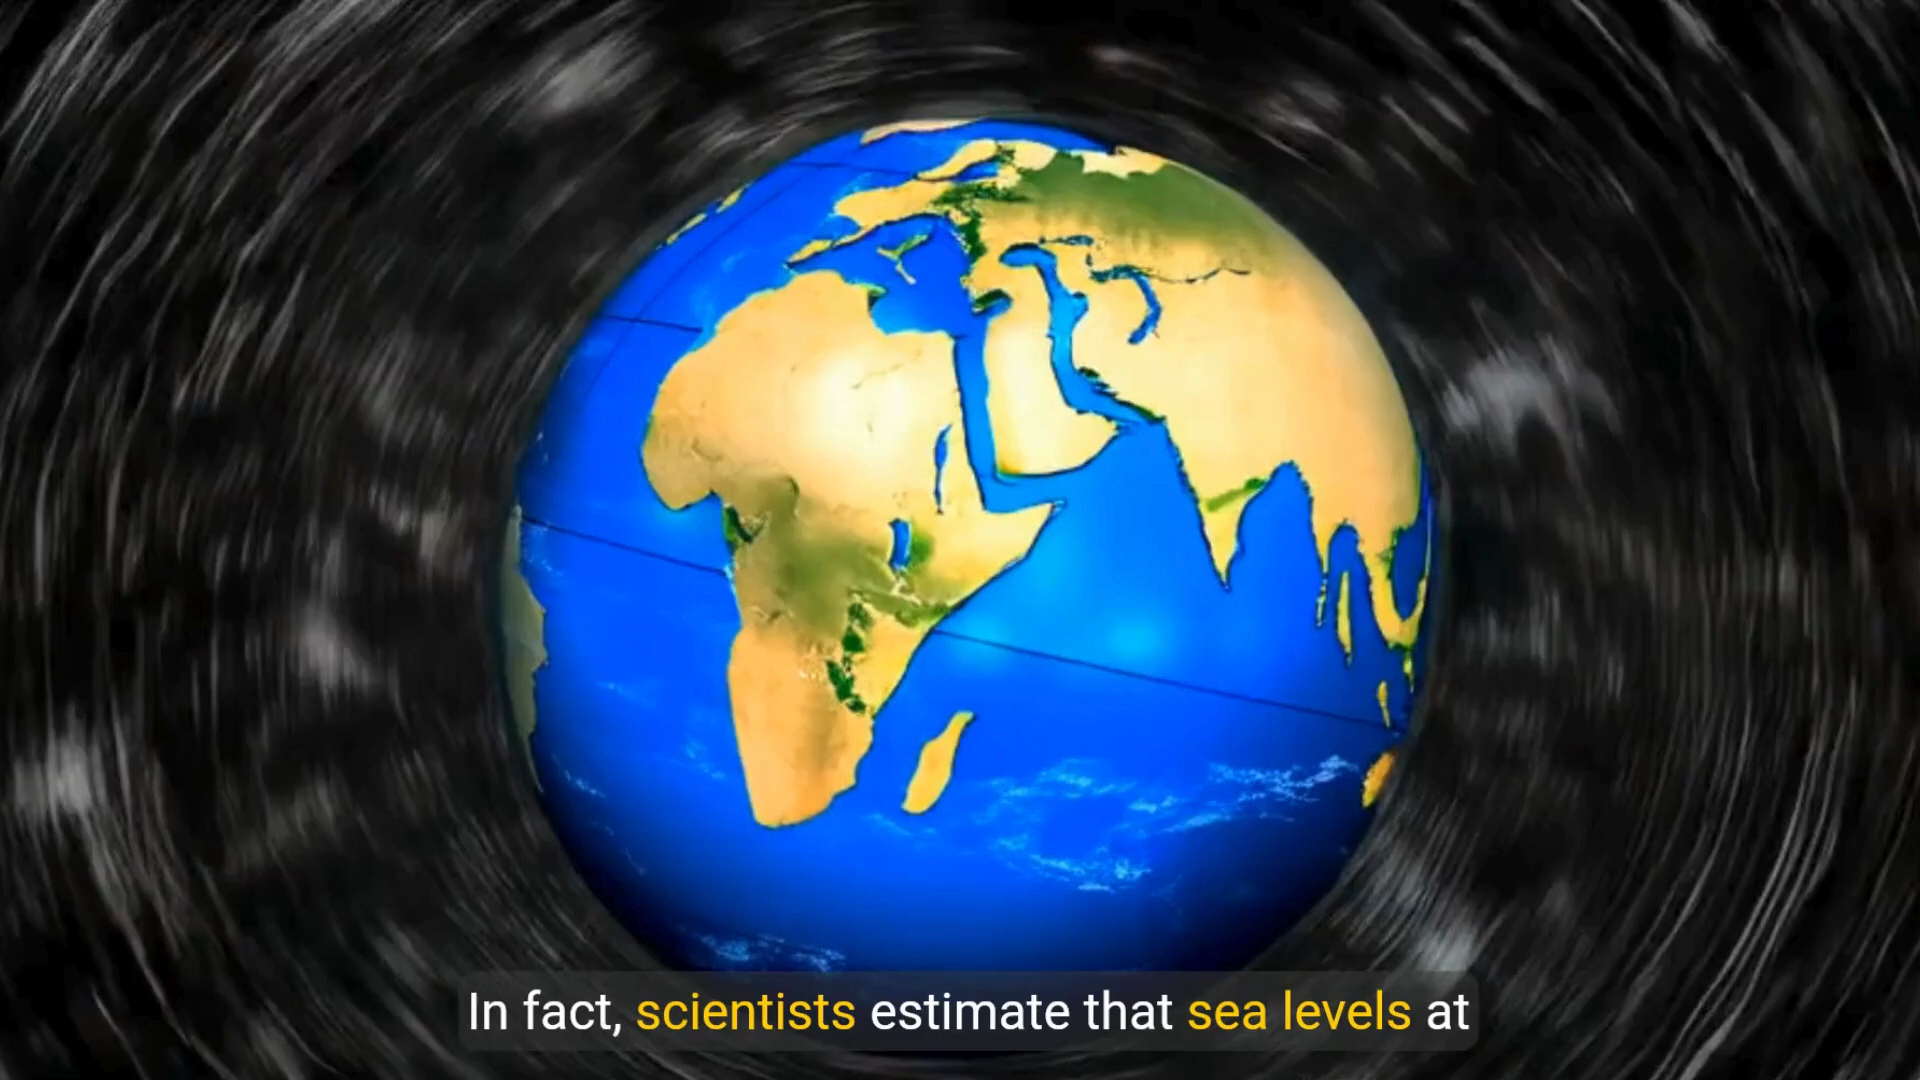 In fact, scientists estimate that sea levels at